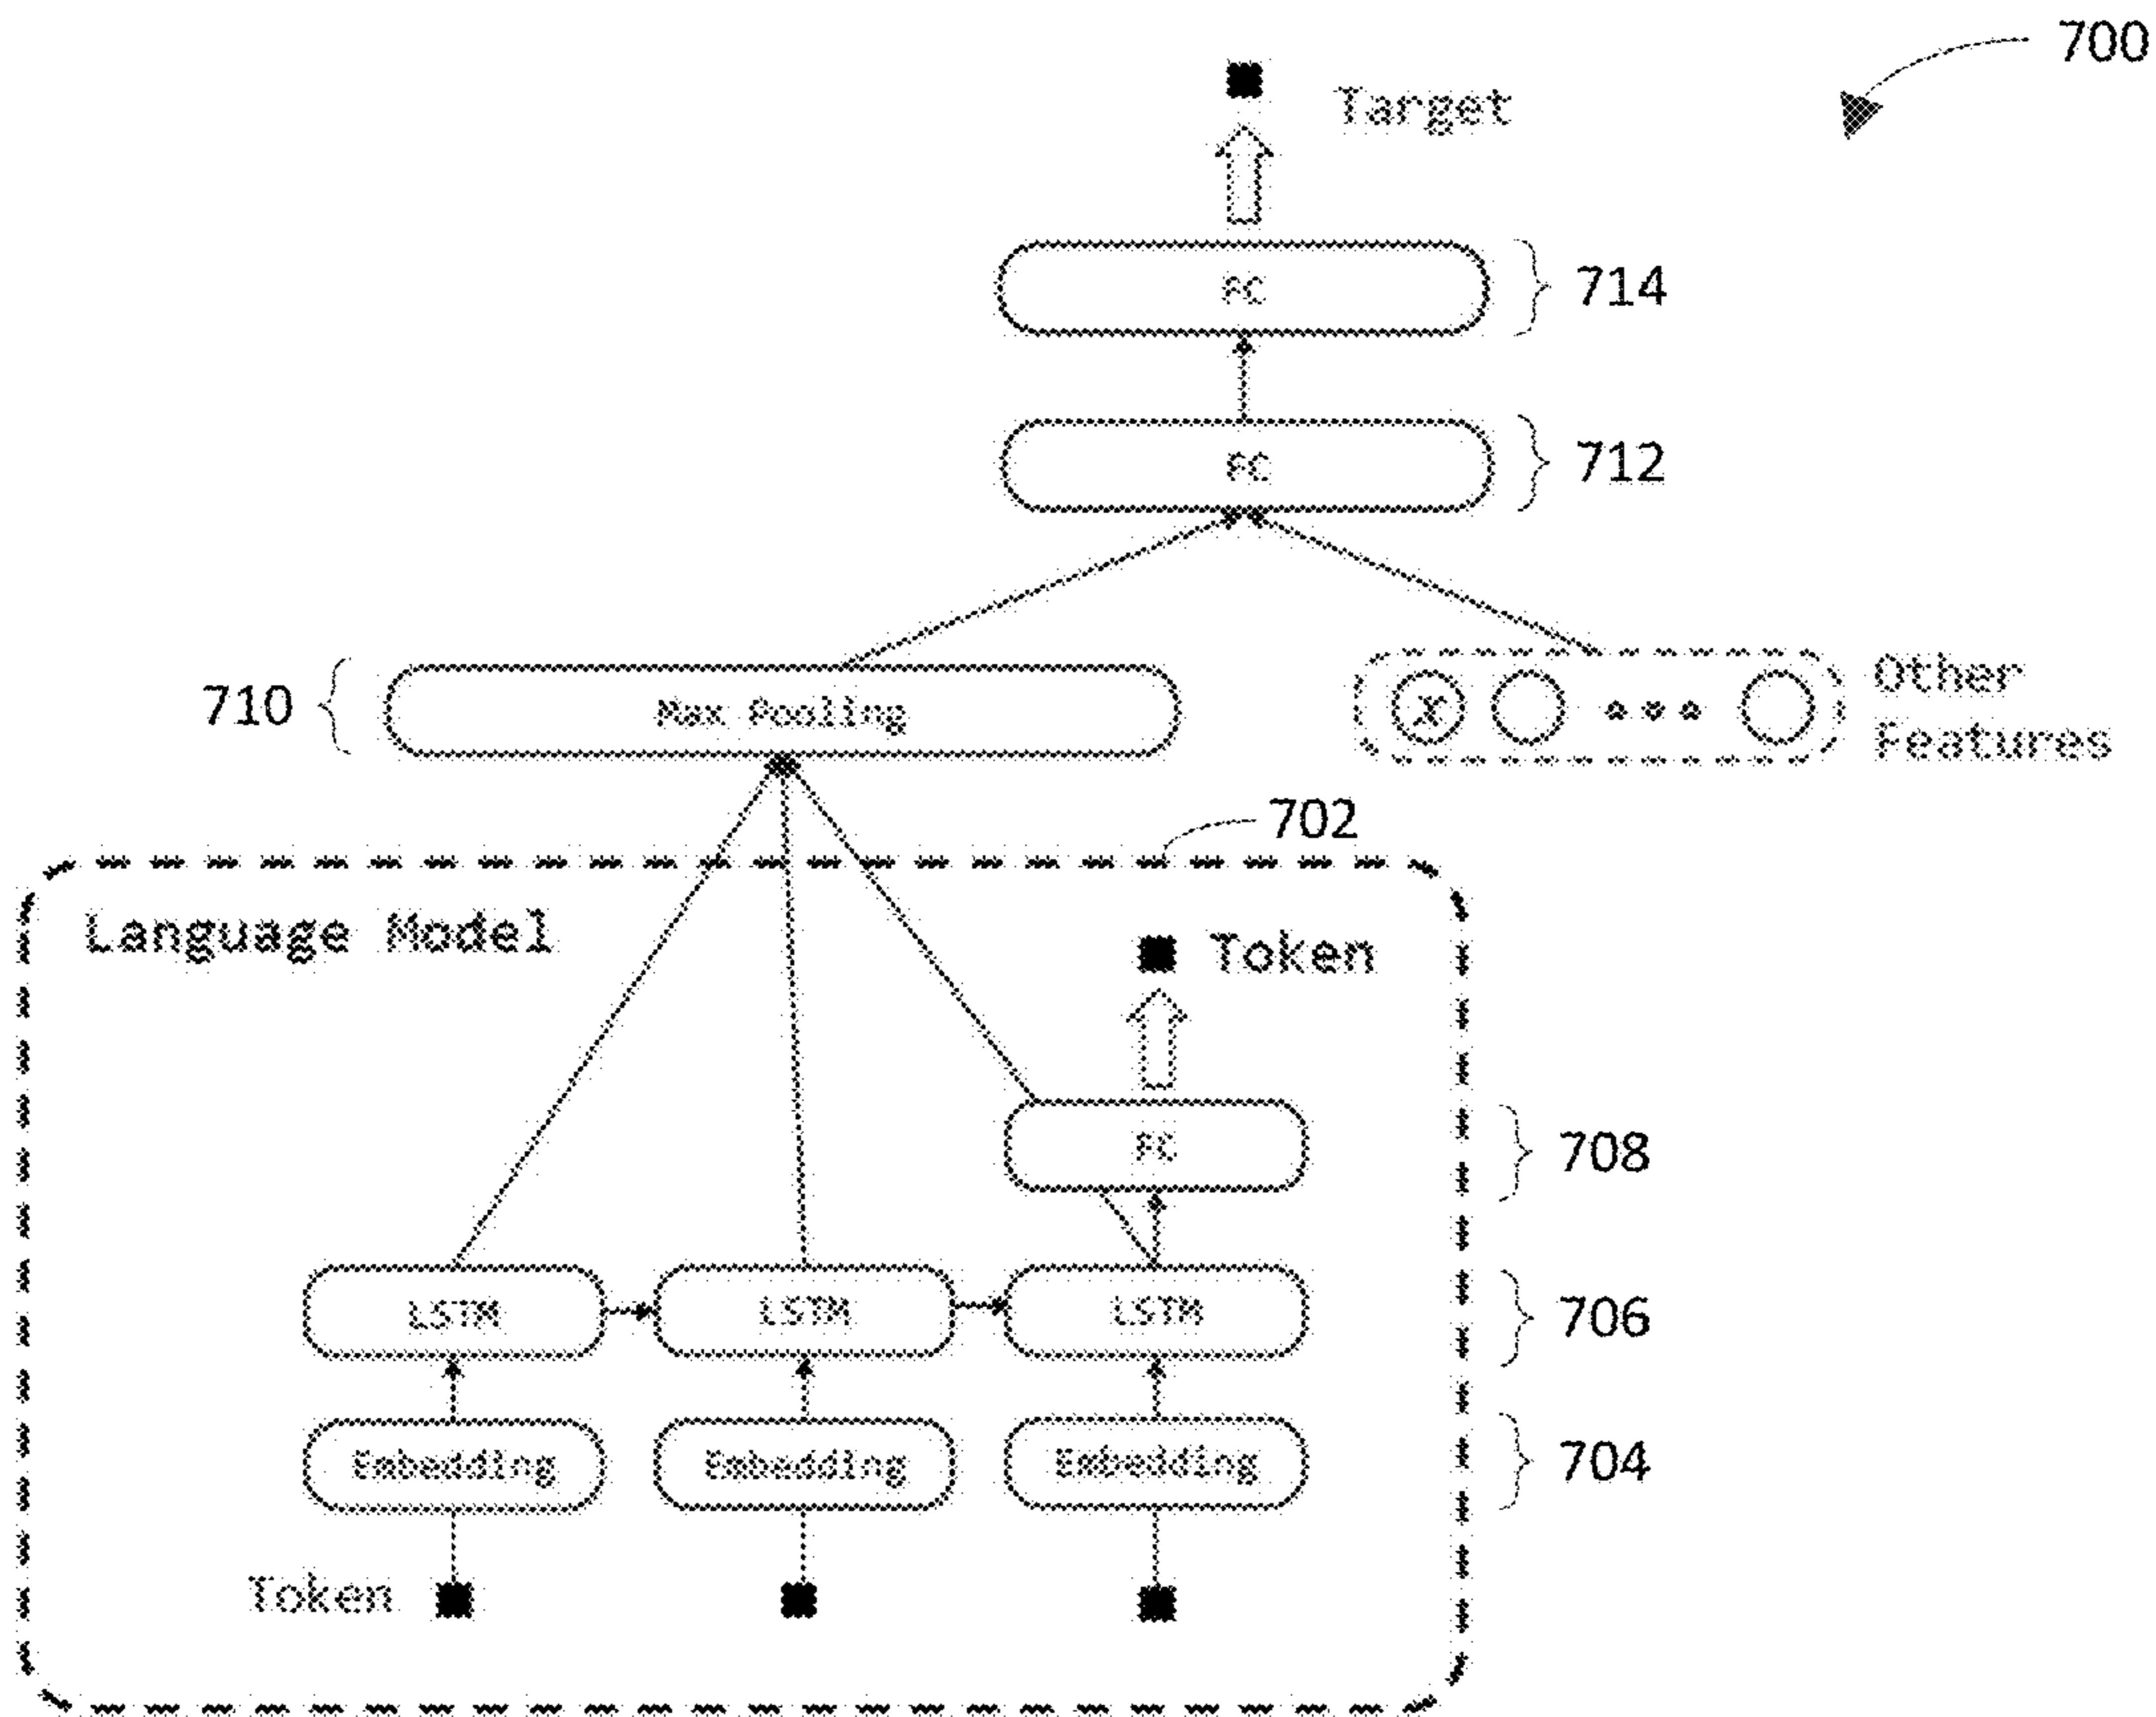 700
Target
FC
714
FC
712
710
Max Pooling
X
Other
Features
702
Language Model
Token
FC
708
LSTM
LSTM
LSTM
706
Embedding
Embedding
Embedding
704
Token